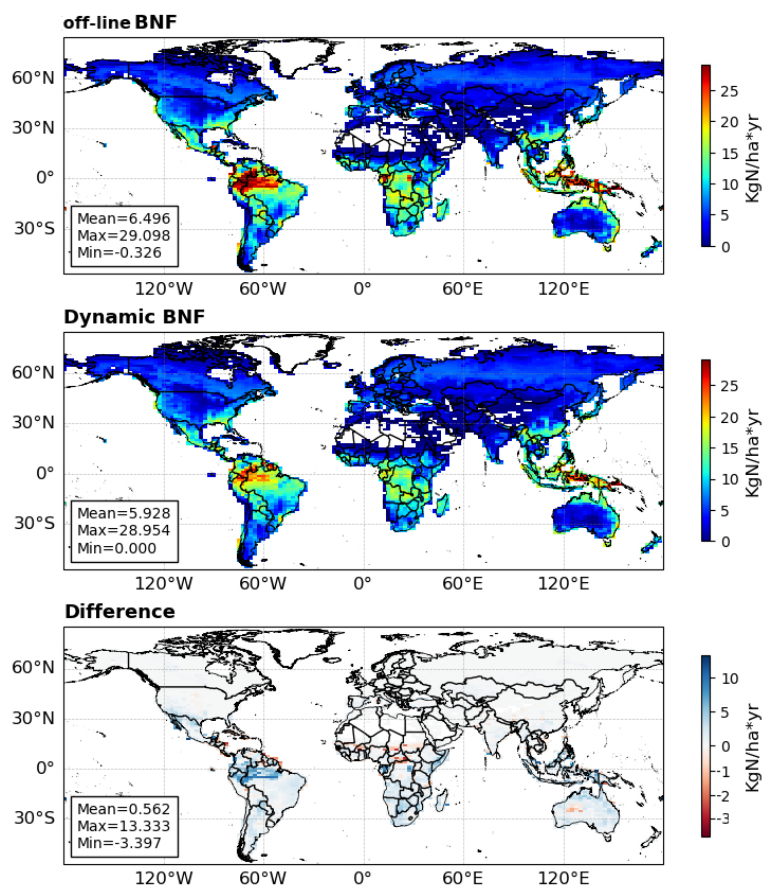 off-line BNF
60°N
30°N
0°
30°S
Mean=6.496
Max=29.098
Min=-0.326
120°W
60°W
0°
60°E
120°E
25
20
15
10
5
0
KgN/ha*yr
Dynamic BNF
60°N
30°N
0°
30°S
Mean=5.928
Max=28.954
Min=0.000
120°W
60°W
0°
60°E
120°E
25
20
15
10
5
0
KgN/ha*yr
Difference
60°N
30°N
0°
30°S
Mean=0.562
Max=13.333
Min=-3.397
120°W
60°W
0°
60°E
120°E
10
5
0
-1
-2
-3
KgN/ha*yr